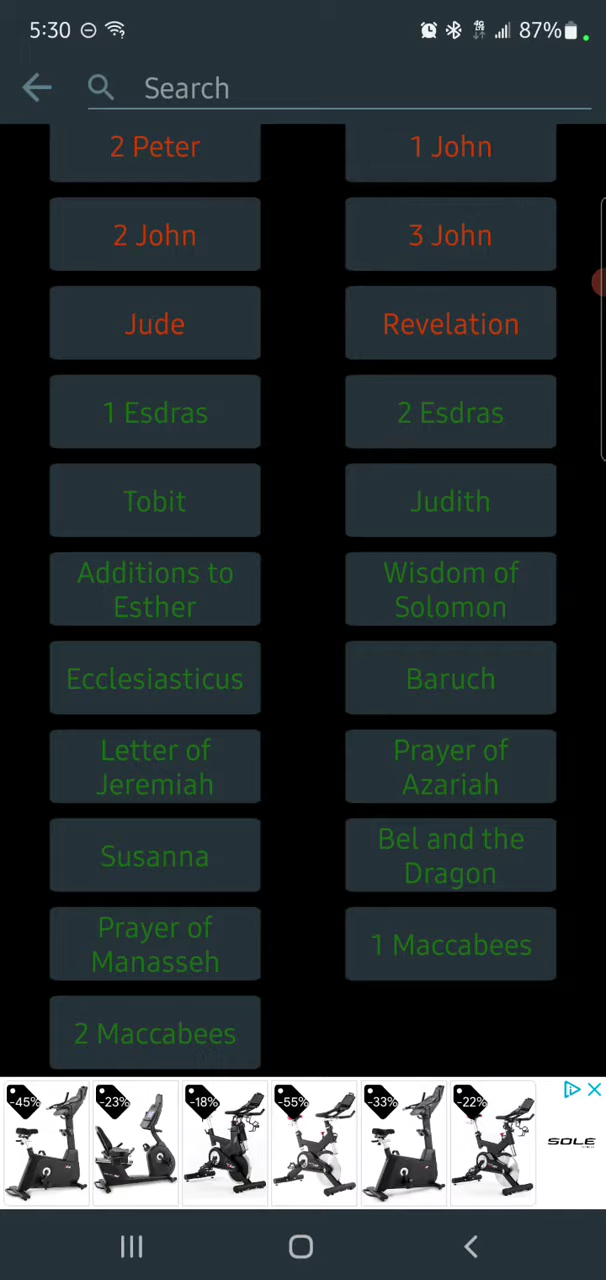 5:30
4G
87%
Search
2 Peter
1 John
2 John
3 John
Jude
Revelation
1 Esdras
2 Esdras
Tobit
Judith
Additions to
Esther
Wisdom of
Solomon
Ecclesiasticus
Baruch
Letter of
Jeremiah
Prayer of
Azariah
Susanna
Bel and the
Dragon
Prayer of
Manasseh
1 Maccabees
2 Maccabees
-45%
-23%
-18%
-55%
-33%
-22%
SOLE